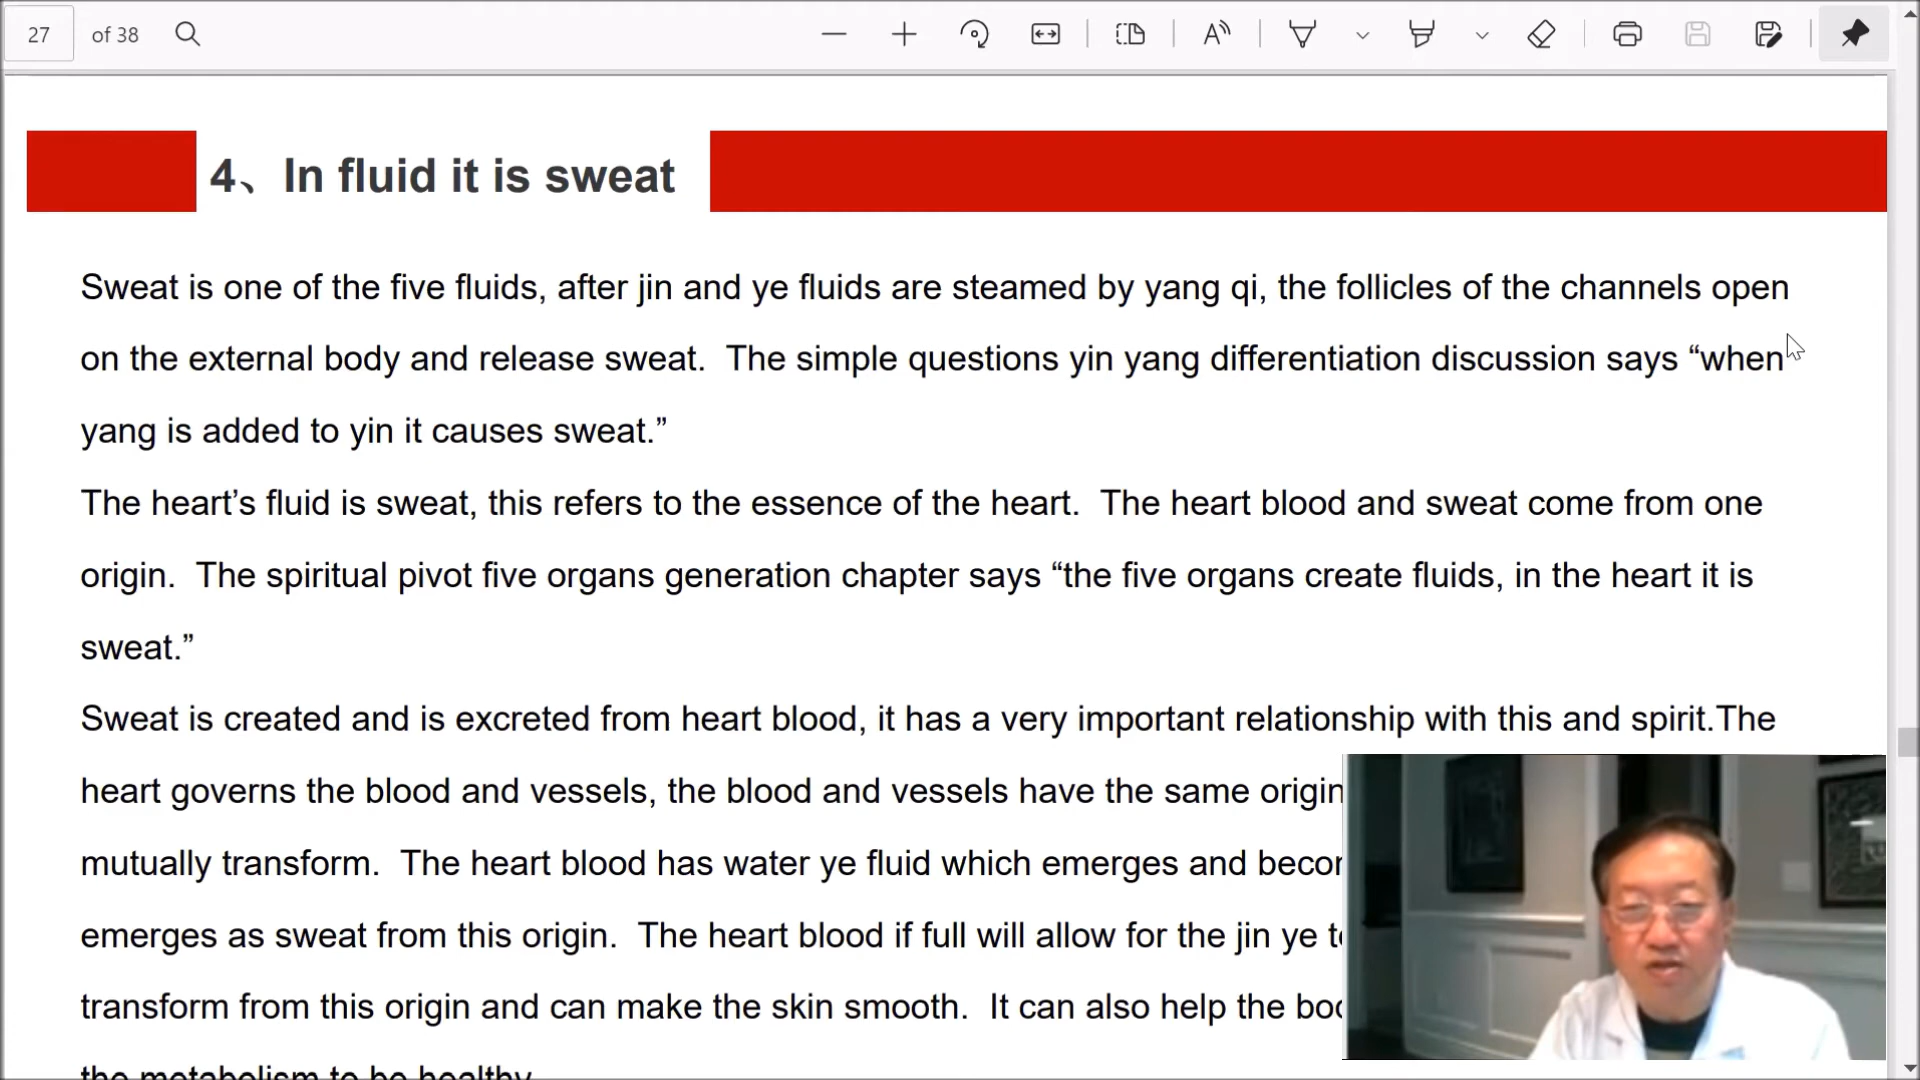 27 of 38
4、In fluid it is sweat
Sweat is one of the five fluids, after jin and ye fluids are steamed by yang qi, the follicles of the channels open
on the external body and release sweat.  The simple questions yin yang differentiation discussion says “when
yang is added to yin it causes sweat.”
The heart’s fluid is sweat, this refers to the essence of the heart.  The heart blood and sweat come from one
origin.  The spiritual pivot five organs generation chapter says “the five organs create fluids, in the heart it is
sweat.”
Sweat is created and is excreted from heart blood, it has a very important relationship with this and spirit.The
heart governs the blood and vessels, the blood and vessels have the same origin
mutually transform.  The heart blood has water ye fluid which emerges and
emerges as sweat from this origin.  The heart blood if full will allow for the jin ye
transform from this origin and can make the skin smooth.  It can also help the
the metabolism to be healthy